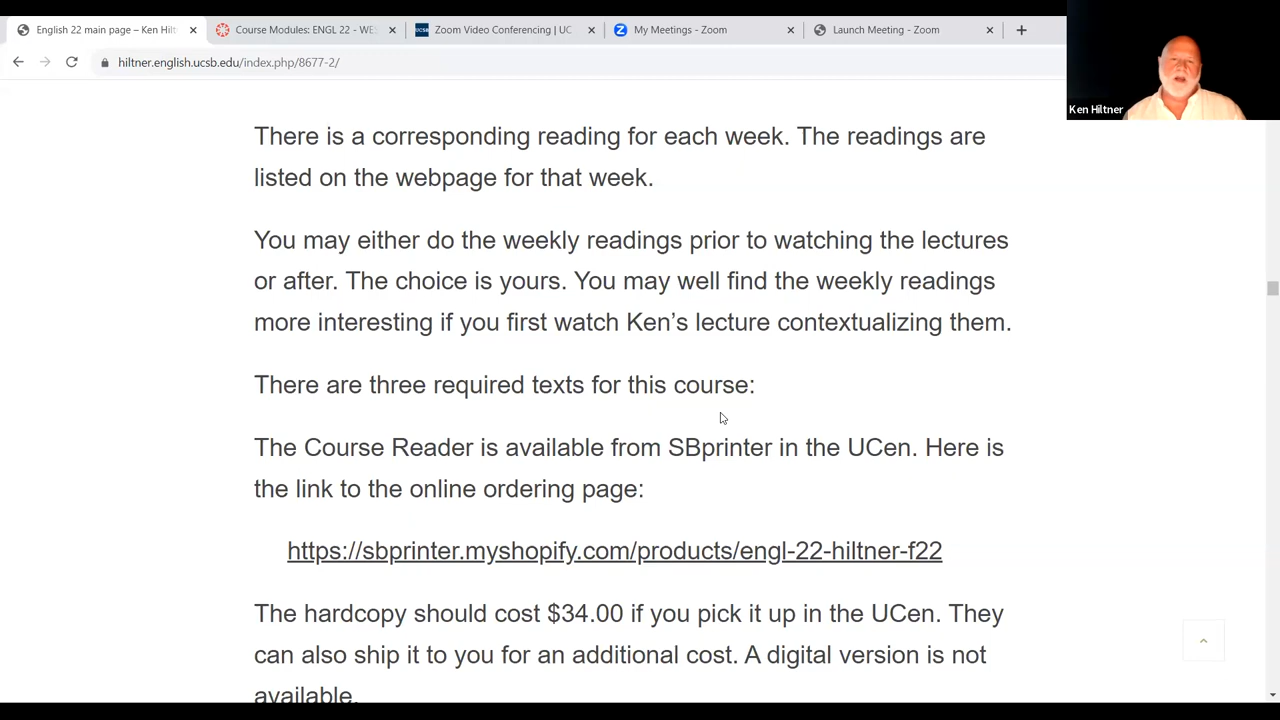 English 22 main page – Ken Hilt
Course Modules: ENGL 22 - WES
UCSB
Zoom Video Conferencing | UC
My Meetings - Zoom
Launch Meeting - Zoom
hiltner.english.ucsb.edu/index.php/8677-2/
Ken Hiltner
There is a corresponding reading for each week. The readings are
listed on the webpage for that week.
You may either do the weekly readings prior to watching the lectures
or after. The choice is yours. You may well find the weekly readings
more interesting if you first watch Ken’s lecture contextualizing them.
There are three required texts for this course:
The Course Reader is available from SBprinter in the UCen. Here is
the link to the online ordering page:
https://sbprinter.myshopify.com/products/engl-22-hiltner-f22
The hardcopy should cost $34.00 if you pick it up in the UCen. They
can also ship it to you for an additional cost. A digital version is not
available.